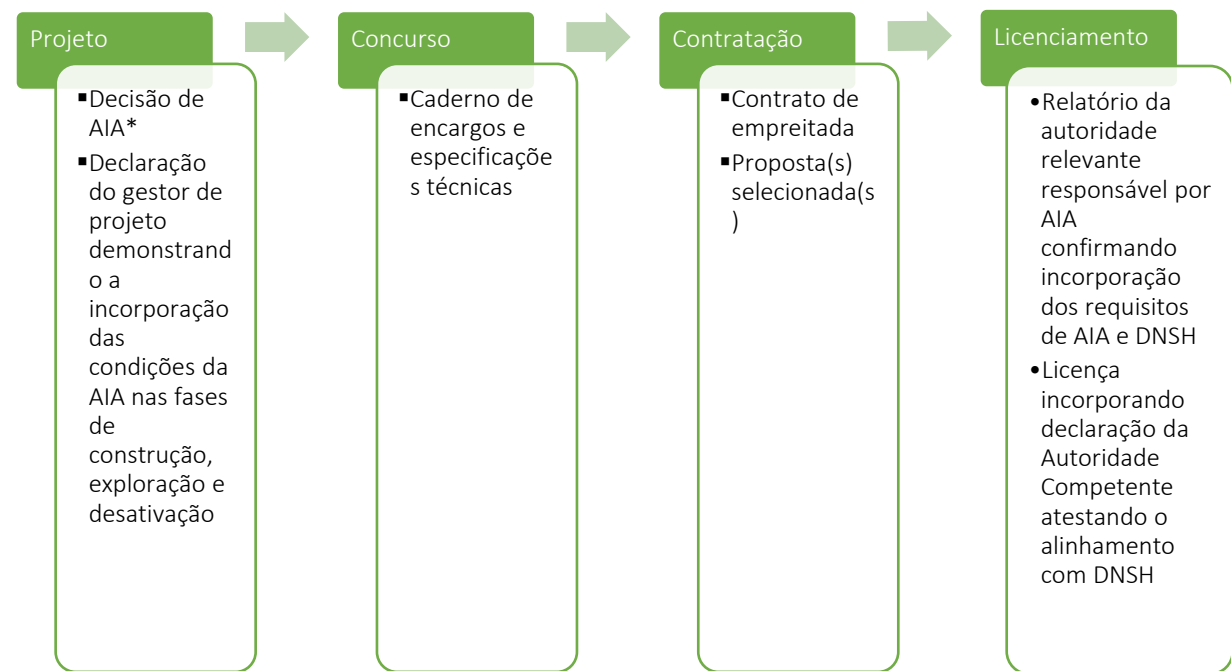 Projeto
▪Decisão de
AIA*
▪Declaração
do gestor de
projeto
demonstrand
o a
incorporação
das
condições da
AIA nas fases
de
construção,
exploração e
desativação
Concurso
▪Caderno de
encargos e
especificaçõe
s técnicas
Contratação
▪Contrato de
empreitada
▪Proposta(s)
selecionada(s
)
Licenciamento
•Relatório da
autoridade
relevante
responsável por
AIA
confirmando
incorporação
dos requisitos
de AIA e DNSH
•Licença
incorporando
declaração da
Autoridade
Competente
atestando o
alinhamento
com DNSH